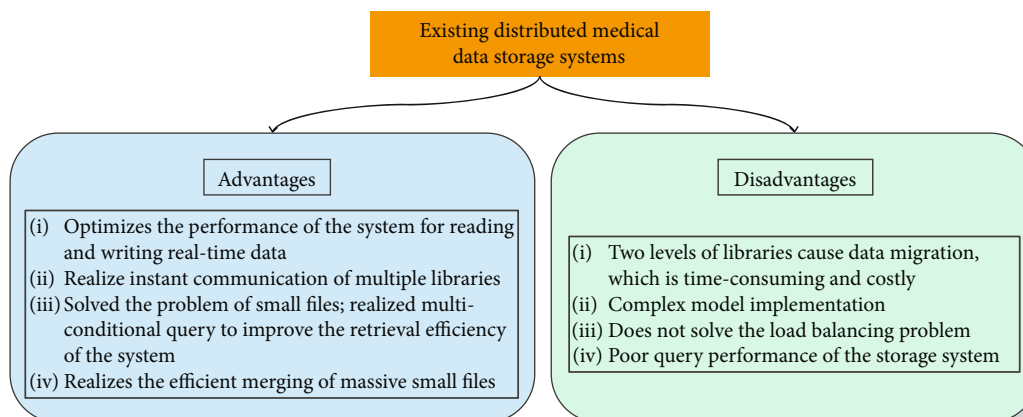 Existing distributed medical
data storage systems
Advantages
(i) Optimizes the performance of the system for reading
and writing real-time data
(ii) Realize instant communication of multiple libraries
(iii) Solved the problem of small files; realized multi-
conditional query to improve the retrieval efficiency
of the system
(iv) Realizes the efficient merging of massive small files
Disadvantages
(i) Two levels of libraries cause data migration,
which is time-consuming and costly
(ii) Complex model implementation
(iii) Does not solve the load balancing problem
(iv) Poor query performance of the storage system